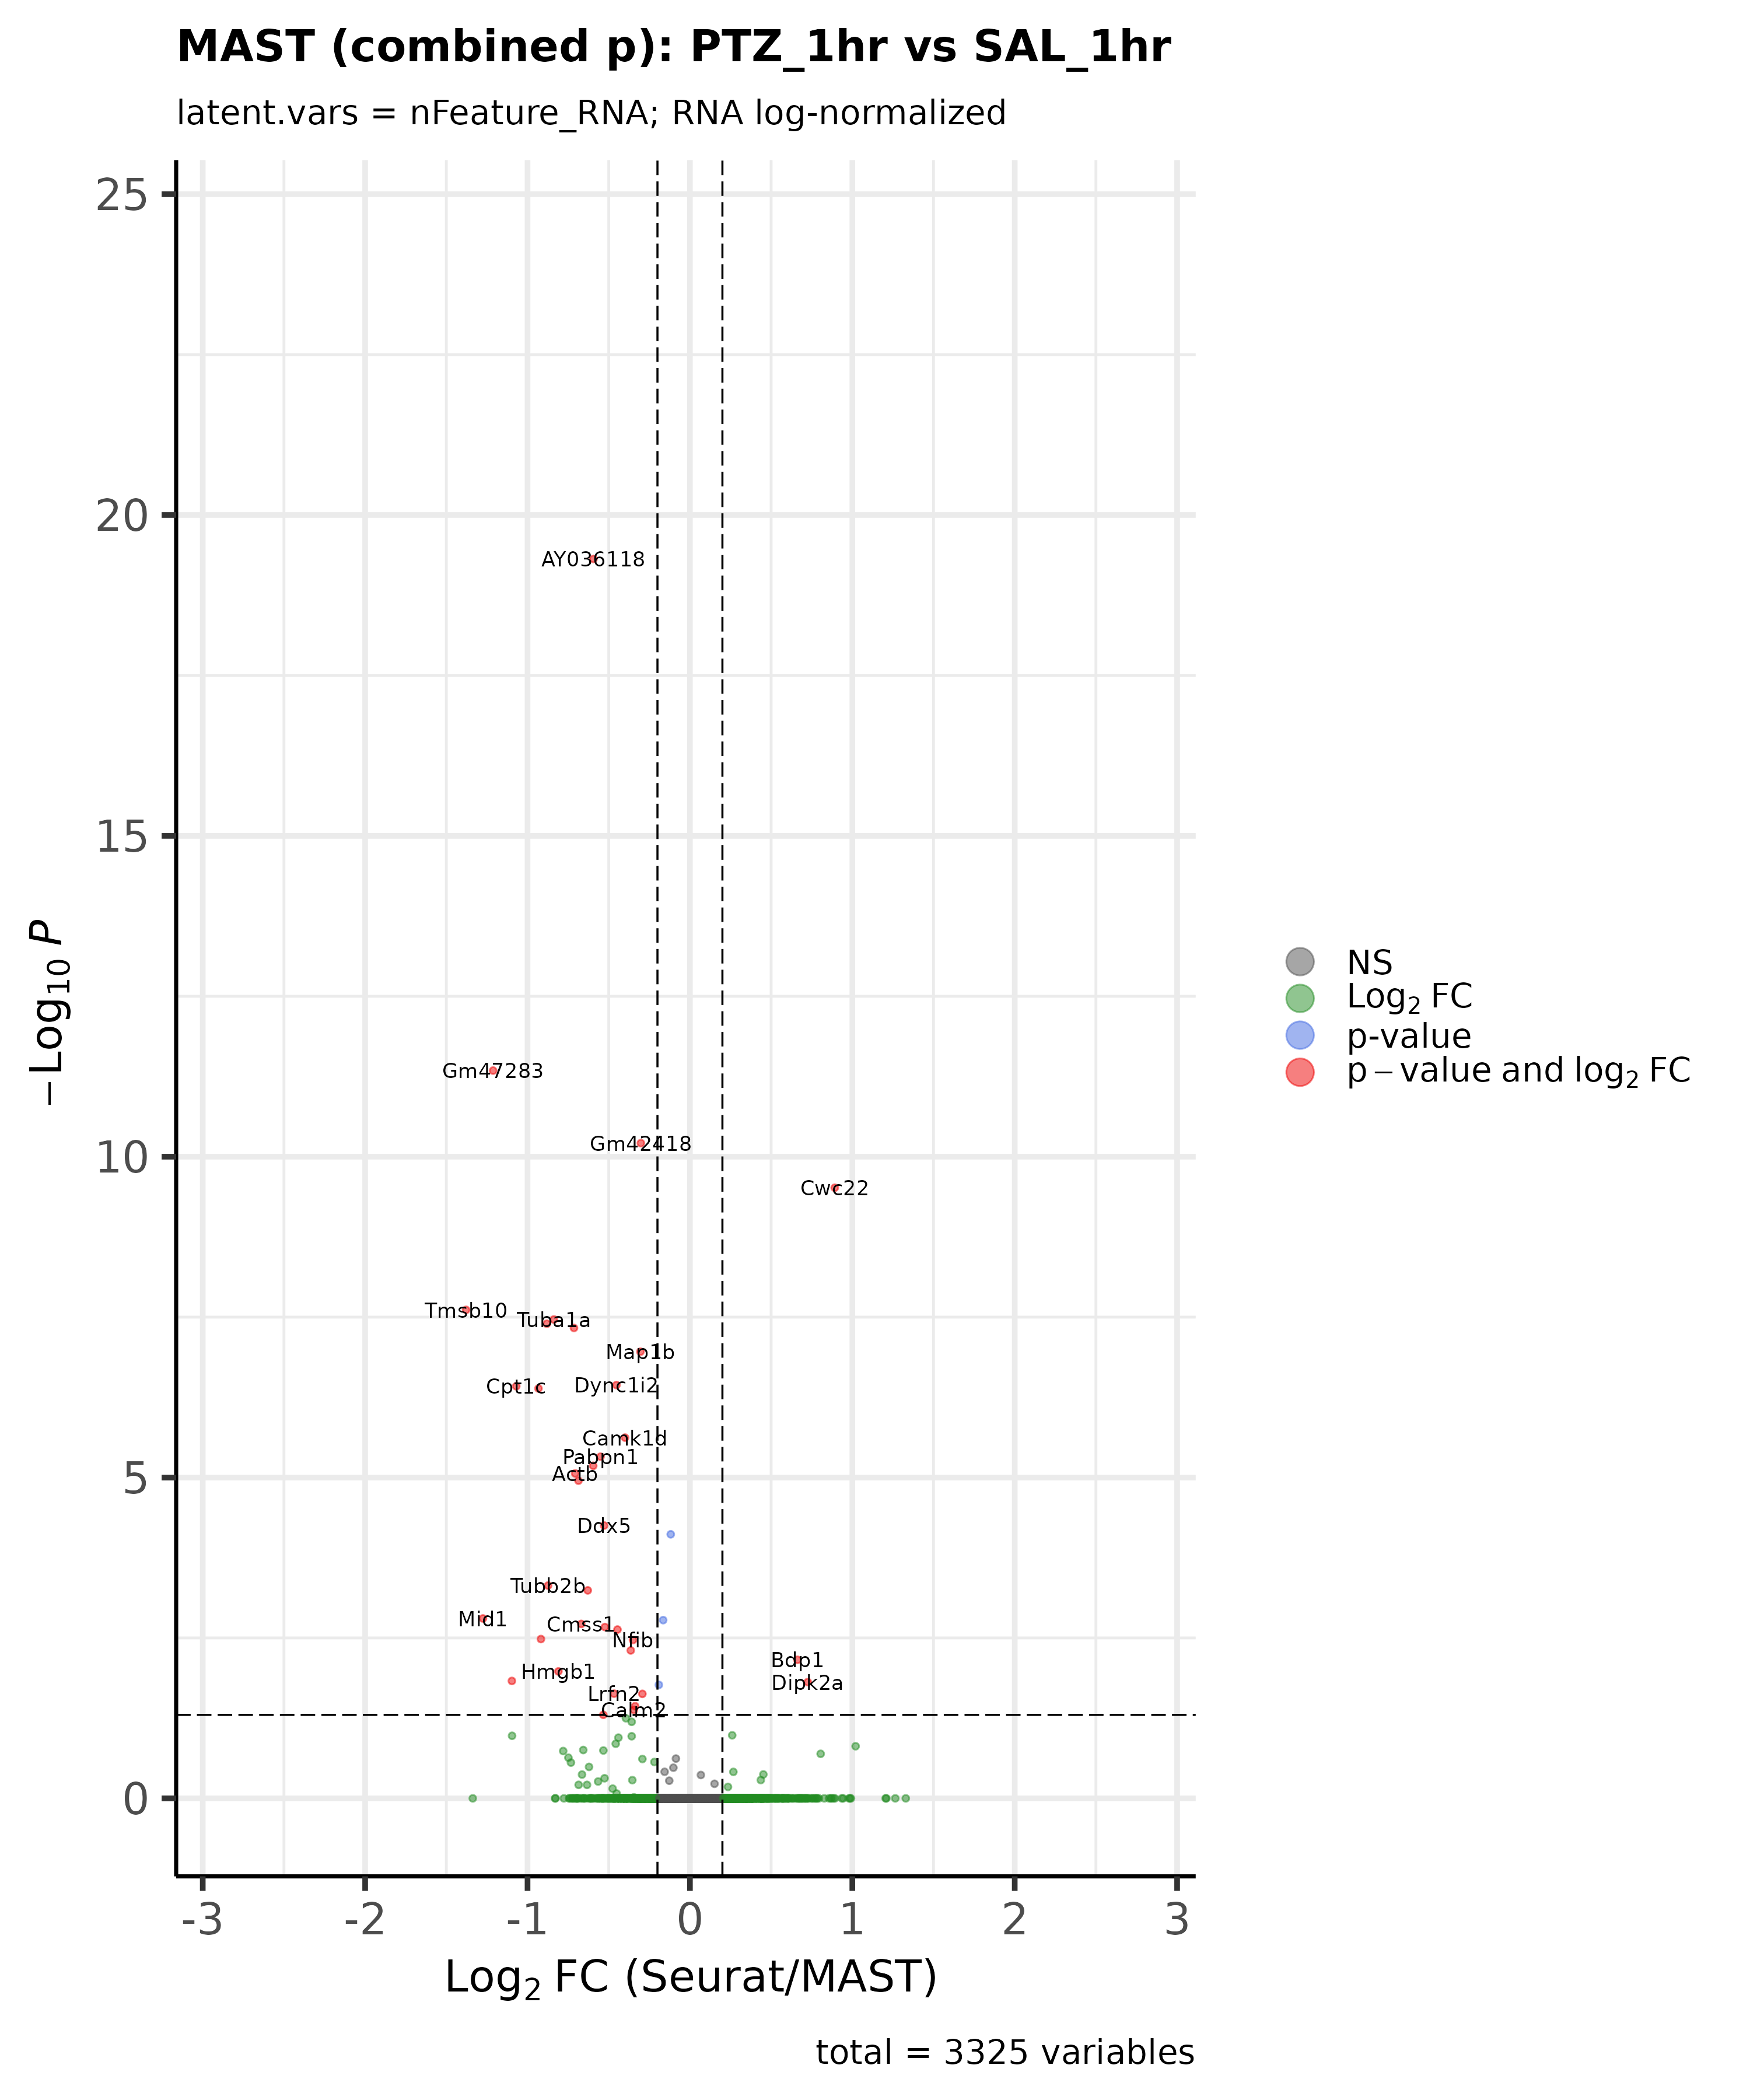 MAST (combined p): PTZ_1hr vs SAL_1hr
latent.vars = nFeature_RNA; RNA log-normalized
−Log₁₀ P
25
20
15
10
5
0
AY036118
Gm47283
Gm42418
Cwc22
Tmsb10
Tuba1a
Map1b
Cpt1c
Dync1i2
Camk1d
Pabpn1
Actb
Ddx5
Tubb2b
Mid1
Cmss1
Nfib
Bdp1
Hmgb1
Dipk2a
Lrfn2
Calm2
-3 -2 -1 0 1 2 3
Log₂ FC (Seurat/MAST)
NS
Log₂ FC
p-value
p − value and log₂ FC
total = 3325 variables